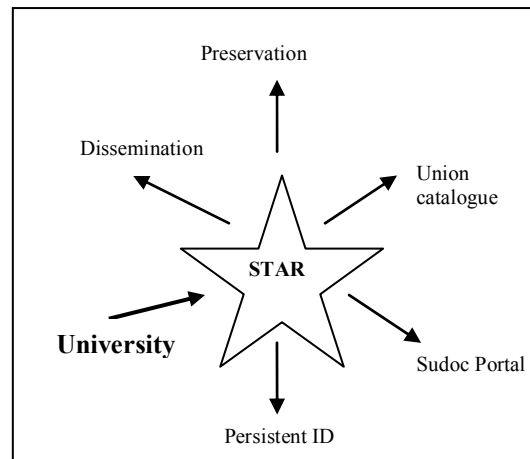 Preservation
Dissemination
Union
catalogue
STAR
University
Sudoc Portal
Persistent ID